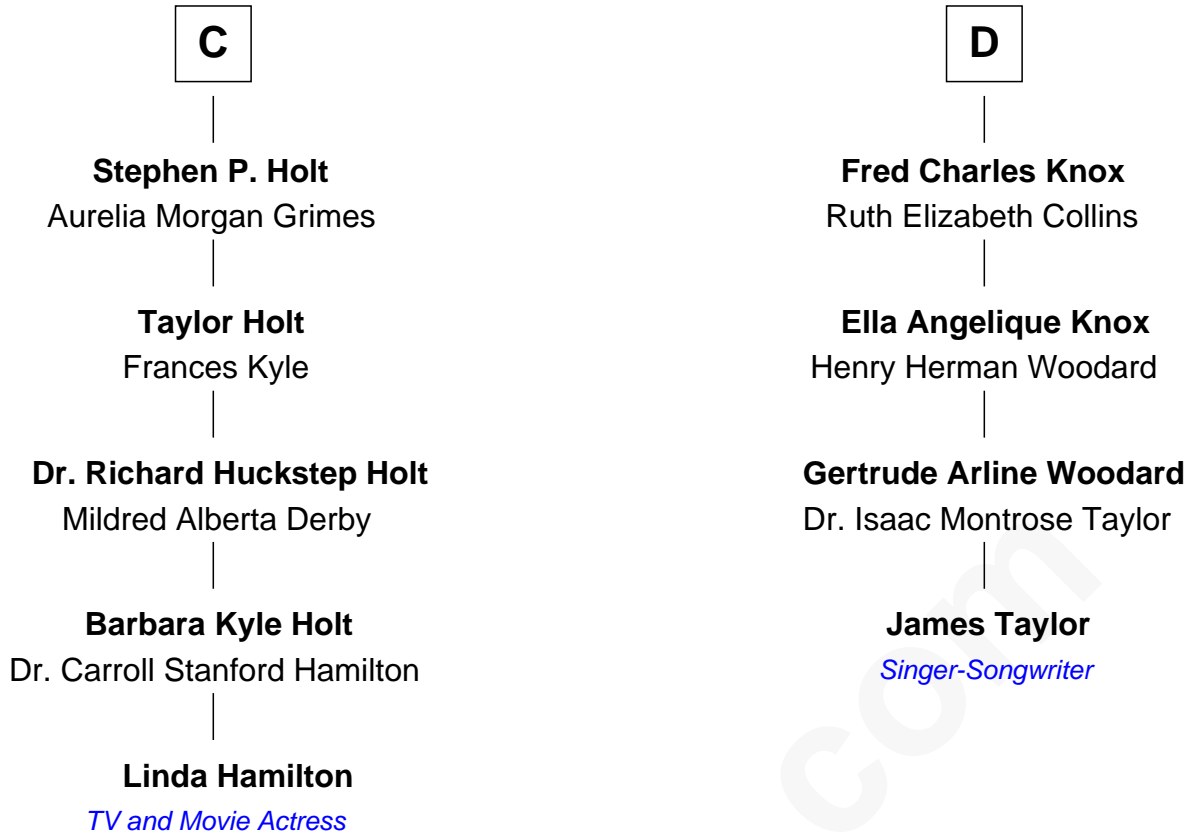 C
Stephen P. Holt
Aurelia Morgan Grimes
Taylor Holt
Frances Kyle
Dr. Richard Huckstep Holt
Mildred Alberta Derby
Barbara Kyle Holt
Dr. Carroll Stanford Hamilton
Linda Hamilton
TV and Movie Actress
D
Fred Charles Knox
Ruth Elizabeth Collins
Ella Angelique Knox
Henry Herman Woodard
Gertrude Arline Woodard
Dr. Isaac Montrose Taylor
James Taylor
Singer-Songwriter
com